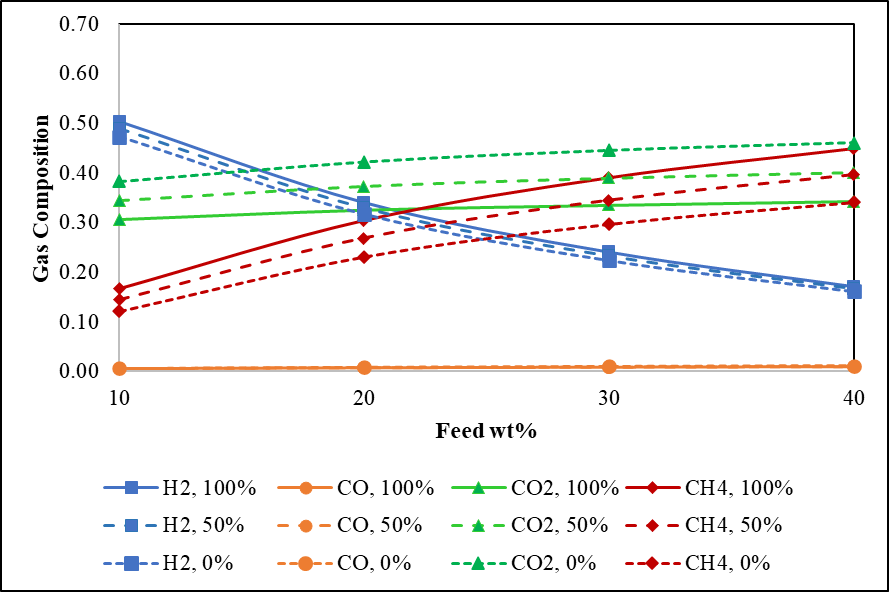 0.70
0.60
0.50
0.40
0.30
0.20
0.10
0.00
Gas Composition
10 20 30 40
Feed wt%
H2, 100% CO, 100% CO2, 100% CH4, 100%
H2, 50% CO, 50% CO2, 50% CH4, 50%
H2, 0% CO, 0% CO2, 0% CH4, 0%